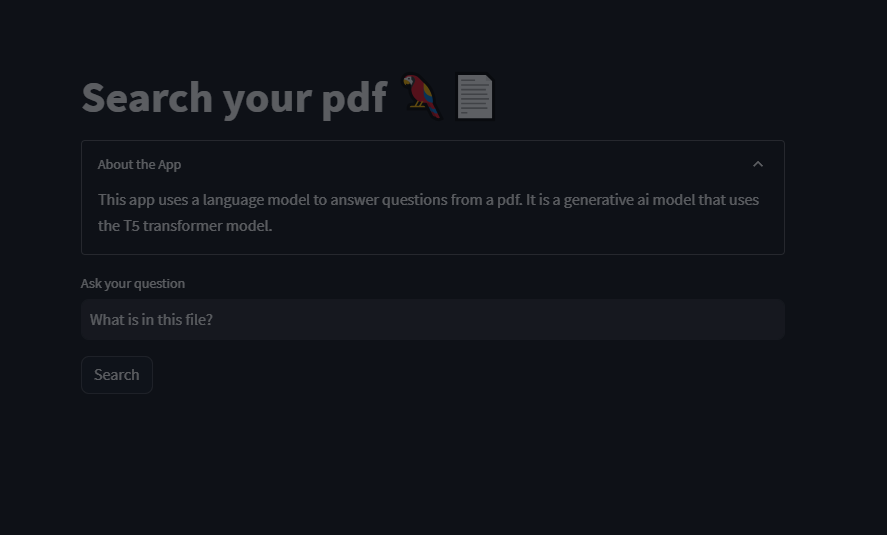 Search your pdf 🦜📄
About the App
This app uses a language model to answer questions from a pdf. It is a generative ai model that uses
the T5 transformer model.
Ask your question
What is in this file?
Search